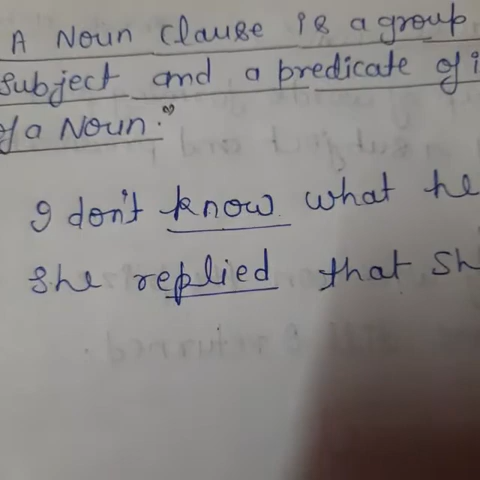 A Noun Clause is a group
subject and a predicate of i
of a Noun."
I don't know what he
She replied that Sh